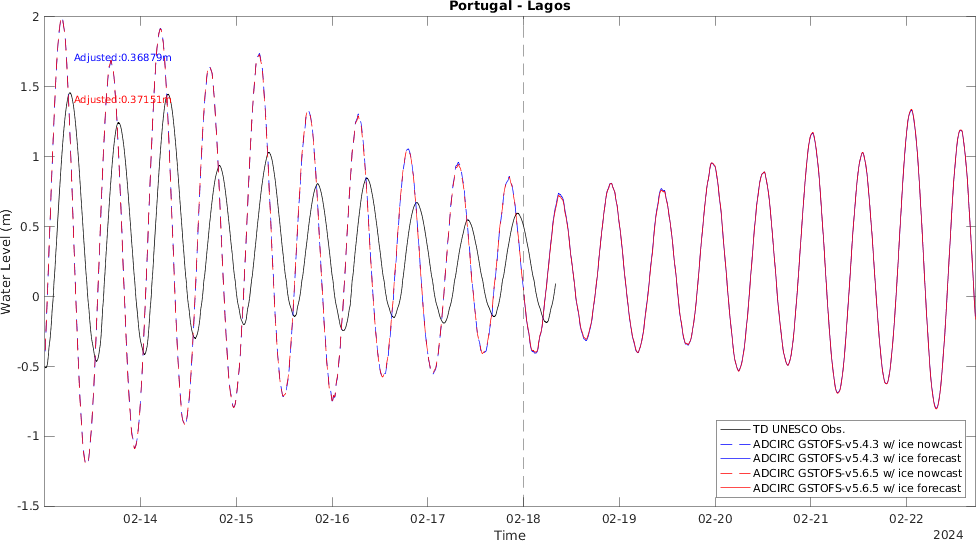 Portugal - Lagos
2
Adjusted:0.36879m
1.5
Adjusted:0.37151m
1
0.5
0
-0.5
-1
-1.5
Water Level (m)
TD UNESCO Obs.
ADCIRC GSTOFS-v5.4.3 w/ ice nowcast
ADCIRC GSTOFS-v5.4.3 w/ ice forecast
ADCIRC GSTOFS-v5.6.5 w/ ice nowcast
ADCIRC GSTOFS-v5.6.5 w/ ice forecast
02-14 02-15 02-16 02-17 02-18 02-19 02-20 02-21 02-22
Time
2024